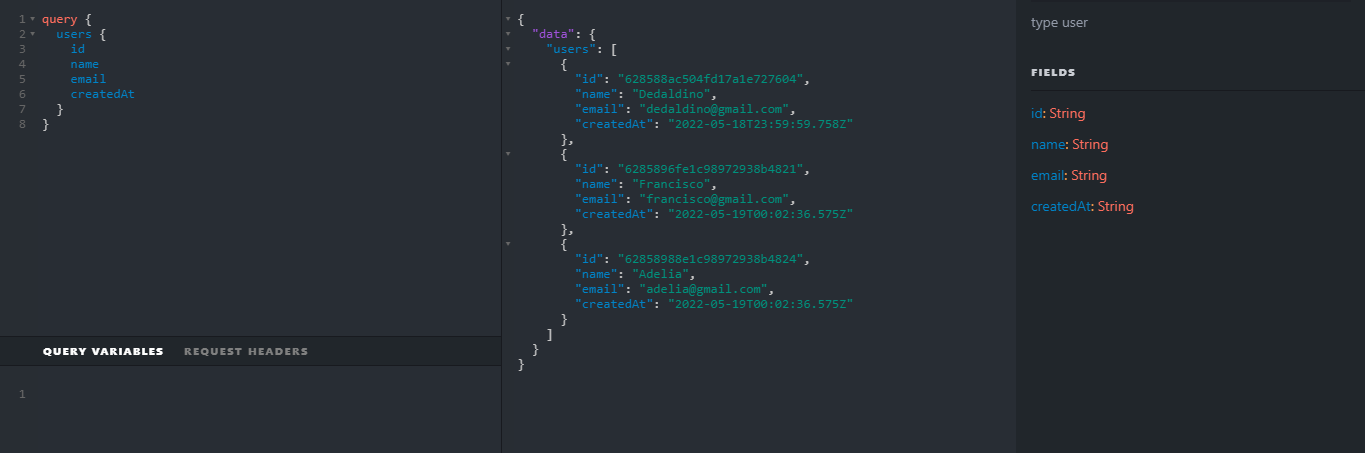 1 query {
2 users {
3 id
4 name
5 email
6 createdAt
7 }
8 }
QUERY VARIABLES REQUEST HEADERS
1
{
"data": {
"users": [
{
"id": "628588ac504fd17a1e727604",
"name": "Dedaldino",
"email": "dedaldino@gmail.com",
"createdAt": "2022-05-18T23:59:59.758Z"
},
{
"id": "6285896fe1c98972938b4821",
"name": "Francisco",
"email": "francisco@gmail.com",
"createdAt": "2022-05-19T00:02:36.575Z"
},
{
"id": "62858988e1c98972938b4824",
"name": "Adelia",
"email": "adelia@gmail.com",
"createdAt": "2022-05-19T00:02:36.575Z"
}
]
}
}
type user
FIELDS
id: String
name: String
email: String
createdAt: String